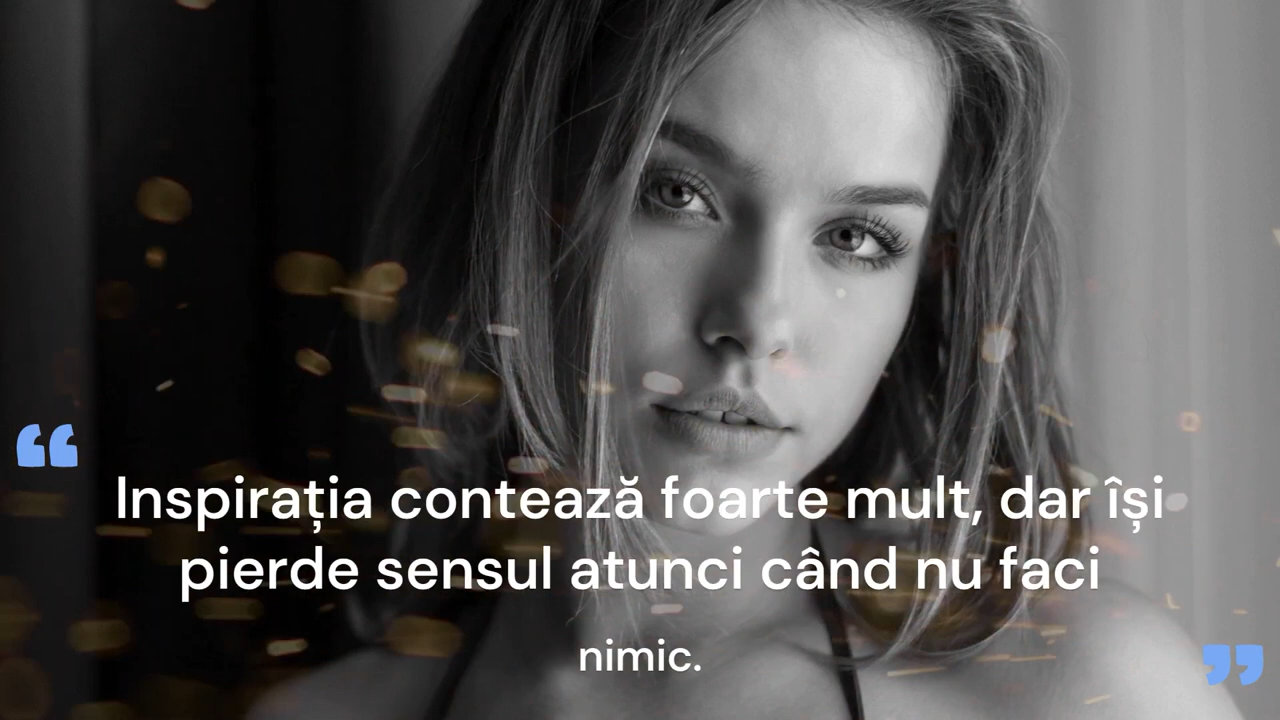 “
Inspirația contează foarte mult, dar își
pierde sensul atunci când nu faci
nimic.
”